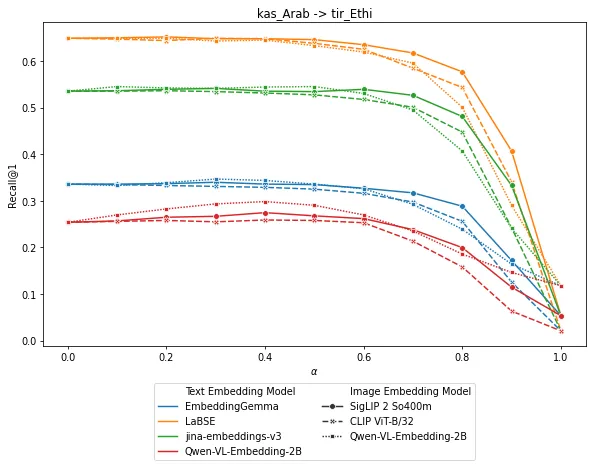 kas_Arab -> tir_Ethi
Recall@1
0.6
0.5
0.4
0.3
0.2
0.1
0.0
0.0 0.2 0.4 0.6 0.8 1.0
α
Text Embedding Model Image Embedding Model
EmbeddingGemma SigLIP 2 So400m
LaBSE CLIP ViT-B/32
jina-embeddings-v3 Qwen-VL-Embedding-2B
Qwen-VL-Embedding-2B